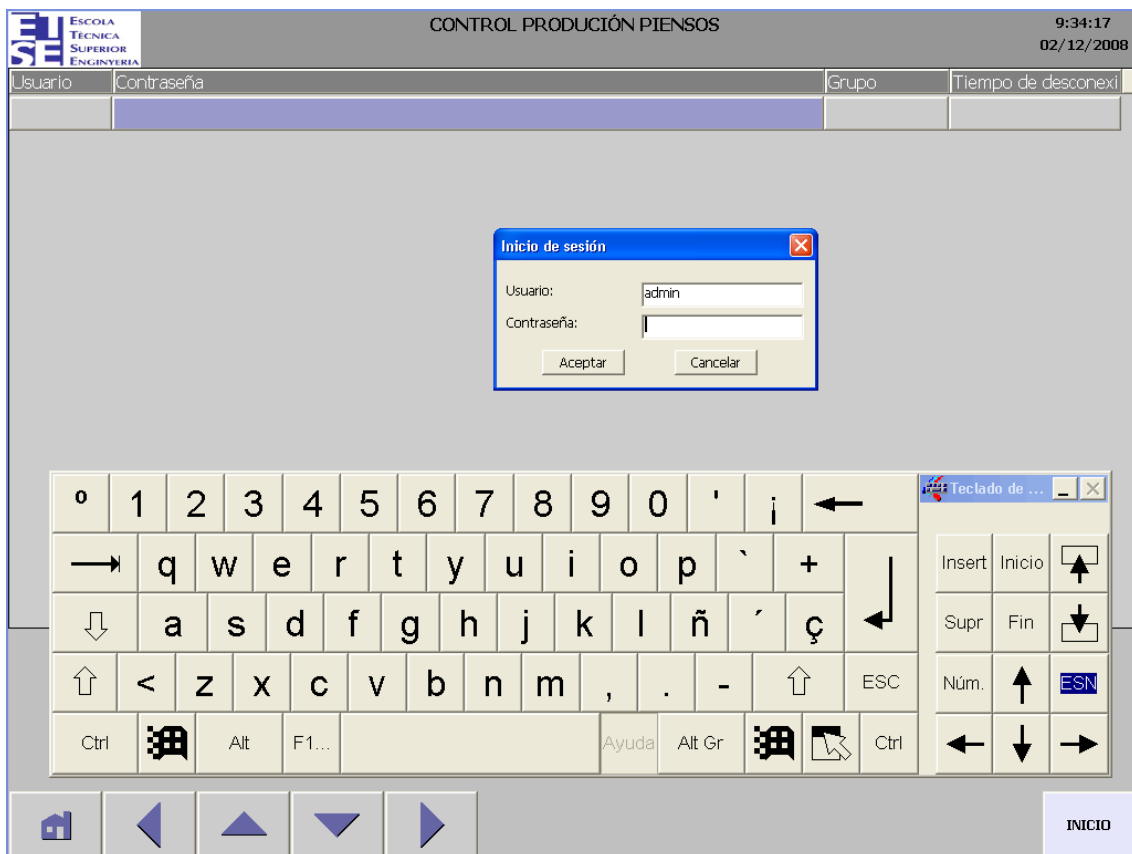 ESCOLA
TÈCNICA
SUPERIOR
ENGINYERIA
ETSE
CONTROL PRODUCIÓN PIENSOS
9:34:17
02/12/2008
Usuario Contraseña Grupo Tiempo de desconexi
Inicio de sesión
Usuario: admin
Contraseña:
Aceptar Cancelar
Teclado de ...
º 1 2 3 4 5 6 7 8 9 0 ' ¡
q w e r t y u i o p ` + Insert Inicio
a s d f g h j k l ñ ´ ç Supr Fin
< z x c v b n m , . - ESC Núm. ESN
Ctrl Alt F1... Ayuda Alt Gr Ctrl
INICIO